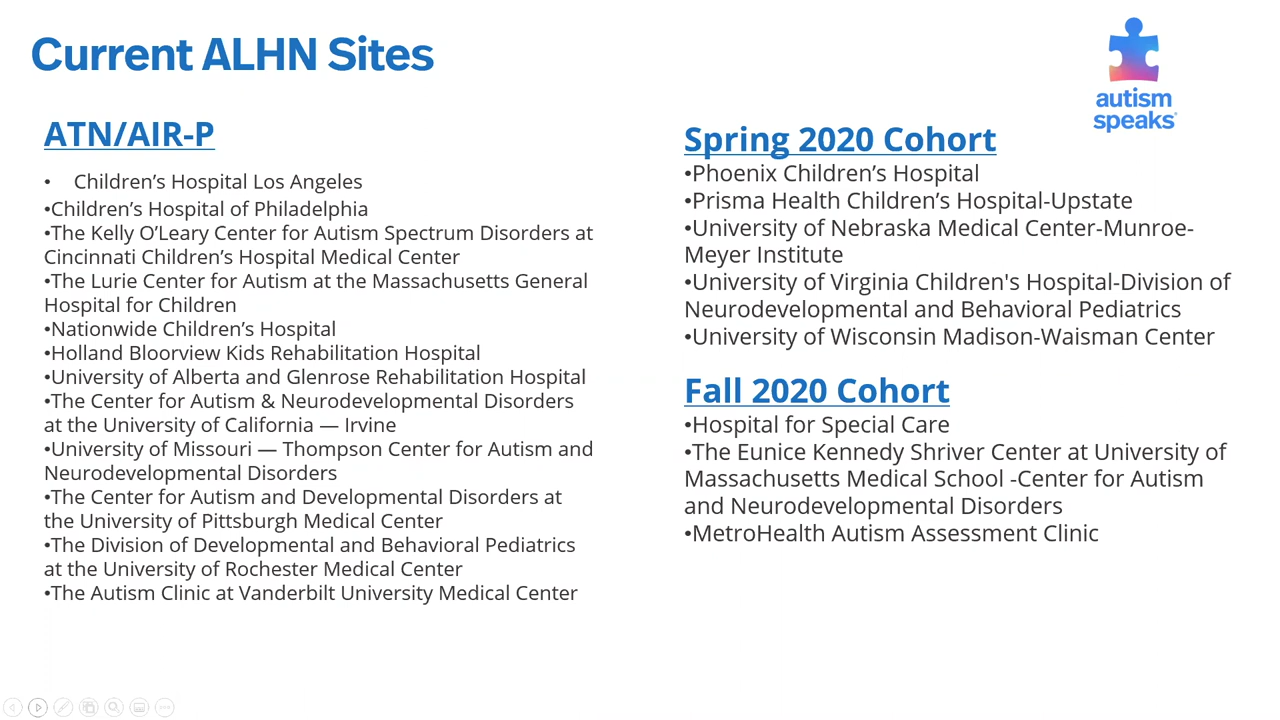 Current ALHN Sites
autism
speaks
ATN/AIR-P
• Children’s Hospital Los Angeles
•Children’s Hospital of Philadelphia
•The Kelly O’Leary Center for Autism Spectrum Disorders at
Cincinnati Children’s Hospital Medical Center
•The Lurie Center for Autism at the Massachusetts General
Hospital for Children
•Nationwide Children’s Hospital
•Holland Bloorview Kids Rehabilitation Hospital
•University of Alberta and Glenrose Rehabilitation Hospital
•The Center for Autism & Neurodevelopmental Disorders
at the University of California — Irvine
•University of Missouri — Thompson Center for Autism and
Neurodevelopmental Disorders
•The Center for Autism and Developmental Disorders at
the University of Pittsburgh Medical Center
•The Division of Developmental and Behavioral Pediatrics
at the University of Rochester Medical Center
•The Autism Clinic at Vanderbilt University Medical Center
Spring 2020 Cohort
•Phoenix Children’s Hospital
•Prisma Health Children’s Hospital-Upstate
•University of Nebraska Medical Center-Munroe-
Meyer Institute
•University of Virginia Children's Hospital-Division of
Neurodevelopmental and Behavioral Pediatrics
•University of Wisconsin Madison-Waisman Center
Fall 2020 Cohort
•Hospital for Special Care
•The Eunice Kennedy Shriver Center at University of
Massachusetts Medical School -Center for Autism
and Neurodevelopmental Disorders
•MetroHealth Autism Assessment Clinic